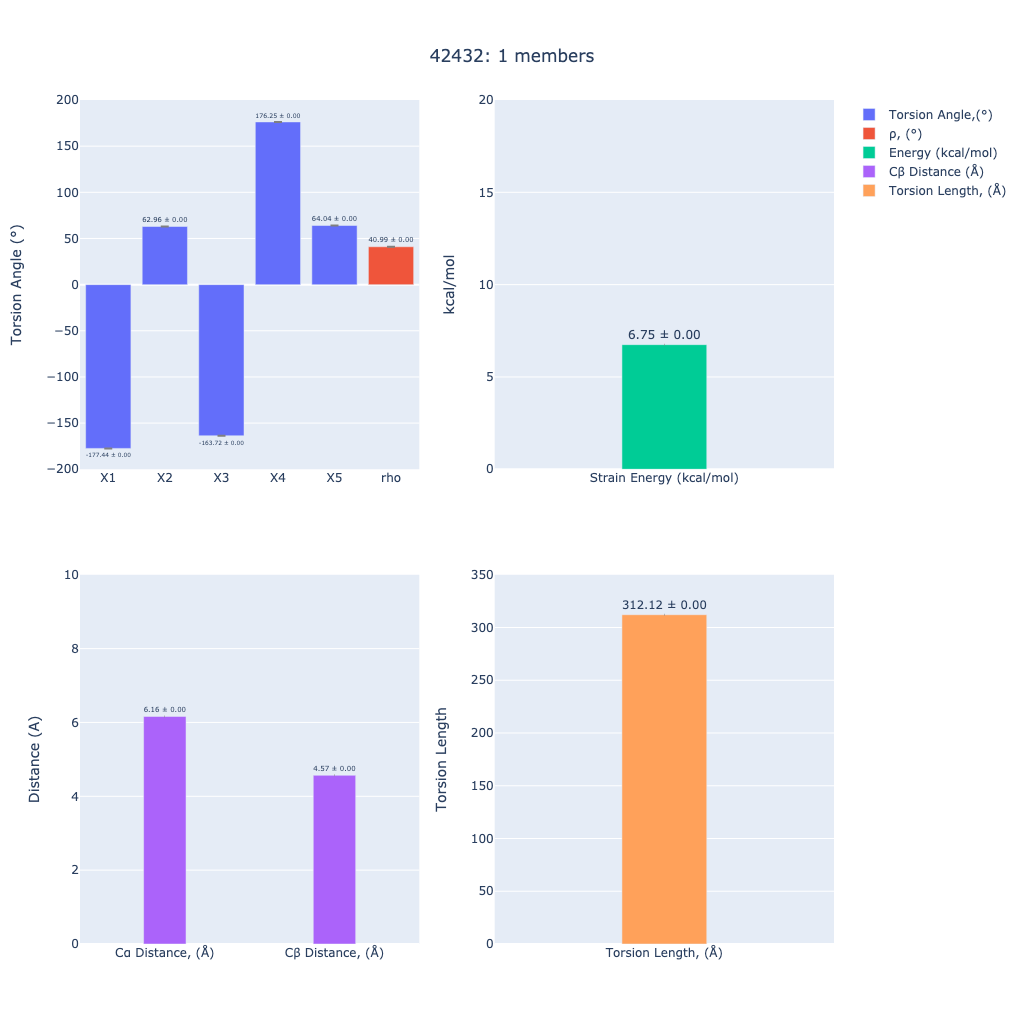 42432: 1 members
Torsion Angle (°)
200
150
100
50
0
−50
−100
−150
−200
-177.44 ± 0.00
62.96 ± 0.00
-163.72 ± 0.00
176.25 ± 0.00
64.04 ± 0.00
40.99 ± 0.00
X1 X2 X3 X4 X5 rho
kcal/mol
20
15
10
5
0
6.75 ± 0.00
Strain Energy (kcal/mol)
Torsion Angle,(°)
ρ, (°)
Energy (kcal/mol)
Cβ Distance (Å)
Torsion Length, (Å)
Distance (A)
10
8
6
4
2
0
6.16 ± 0.00
4.57 ± 0.00
Cα Distance, (Å) Cβ Distance, (Å)
Torsion Length
350
300
250
200
150
100
50
0
312.12 ± 0.00
Torsion Length, (Å)